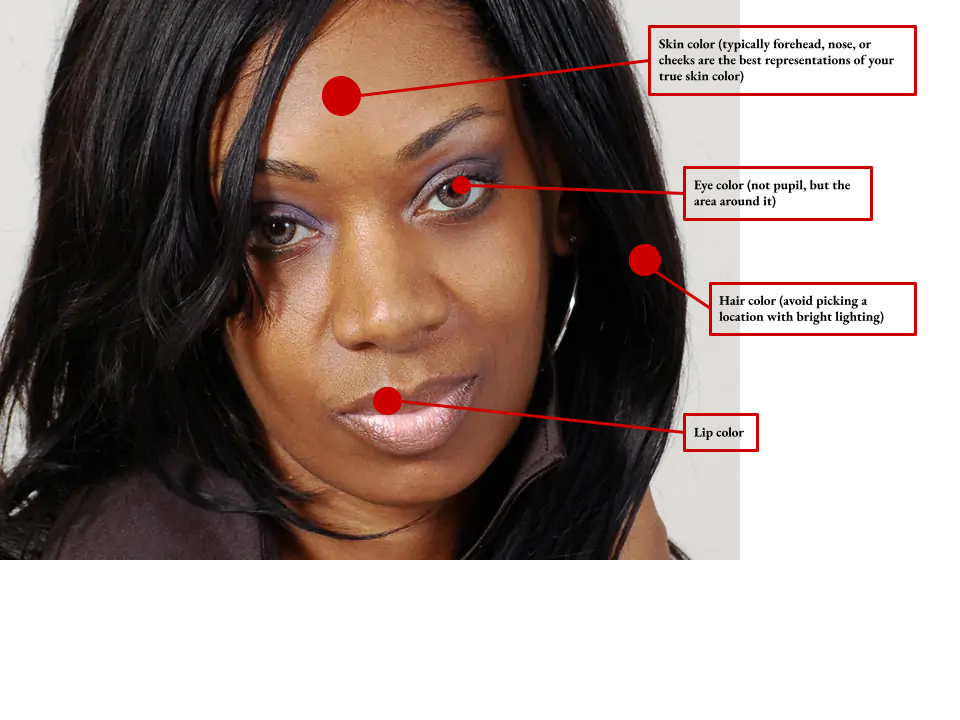 Skin color (typically forehead, nose, or
cheeks are the best representations of your
true skin color)
Eye color (not pupil, but the
area around it)
Hair color (avoid picking a
location with bright lighting)
Lip color